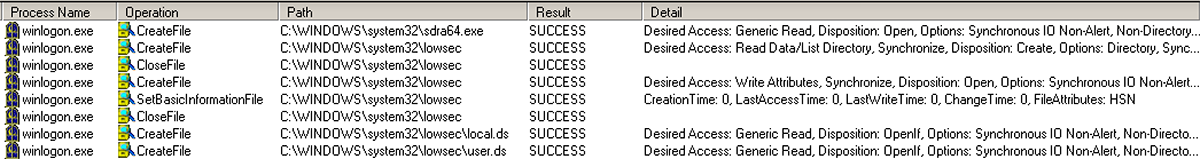 Process Name Operation Path Result Detail
winlogon.exe CreateFile C:\WINDOWS\system32\sdra64.exe SUCCESS Desired Access: Generic Read, Disposition: Open, Options: Synchronous IO Non-Alert, Non-Directory...
winlogon.exe CreateFile C:\WINDOWS\system32\lowsec SUCCESS Desired Access: Read Data/List Directory, Synchronize, Disposition: Create, Options: Directory, Sync...
winlogon.exe CloseFile C:\WINDOWS\system32\lowsec SUCCESS
winlogon.exe CreateFile C:\WINDOWS\system32\lowsec SUCCESS Desired Access: Write Attributes, Synchronize, Disposition: Open, Options: Synchronous IO Non-Alert...
winlogon.exe SetBasicInformationFile C:\WINDOWS\system32\lowsec SUCCESS CreationTime: 0, LastAccessTime: 0, LastWriteTime: 0, ChangeTime: 0, FileAttributes: HSN
winlogon.exe CloseFile C:\WINDOWS\system32\lowsec SUCCESS
winlogon.exe CreateFile C:\WINDOWS\system32\lowsec\local.ds SUCCESS Desired Access: Generic Read, Disposition: OpenIf, Options: Synchronous IO Non-Alert, Non-Directo...
winlogon.exe CreateFile C:\WINDOWS\system32\lowsec\user.ds SUCCESS Desired Access: Generic Read, Disposition: OpenIf, Options: Synchronous IO Non-Alert, Non-Directo...